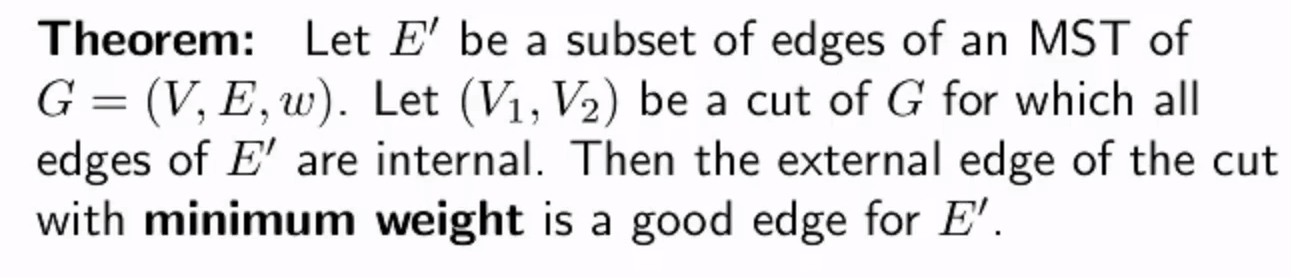 Theorem: Let E′ be a subset of edges of an MST of
G = (V, E, w). Let (V₁, V₂) be a cut of G for which all
edges of E′ are internal. Then the external edge of the cut
with minimum weight is a good edge for E′.